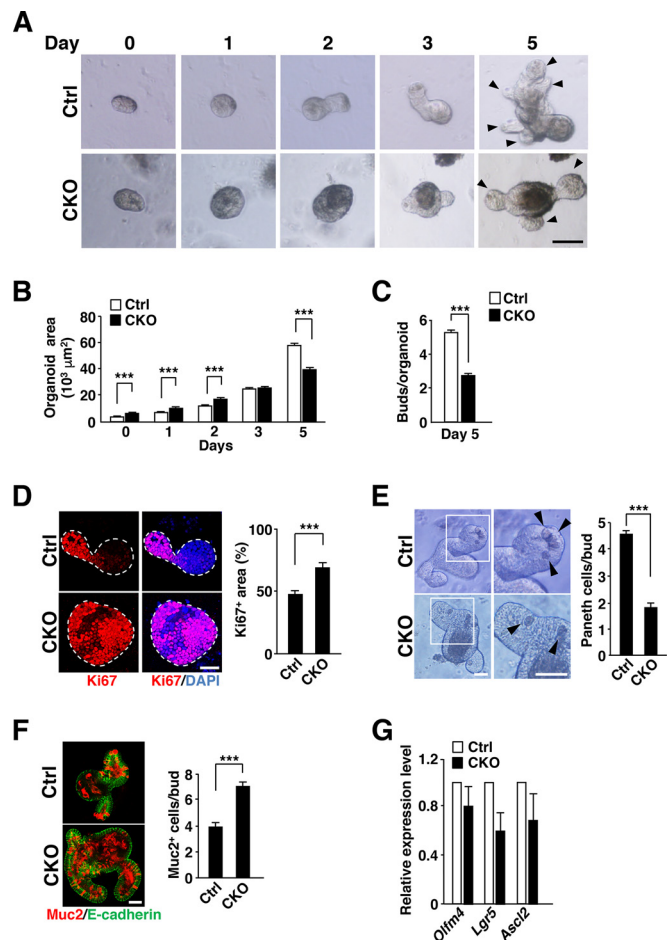 A
Day 0 1 2 3 5
Ctrl
CKO
B
Ctrl
CKO
Organoid area
(10³ μm²)
80
60
40
20
0
***
***
***
***
0 1 2 3 5
Days
C
Ctrl
CKO
Buds/organoid
6
4
2
0
***
Day 5
D
Ctrl
CKO
Ki67 Ki67/DAPI
Ki67⁺ area (%)
100
50
0
***
Ctrl
CKO
E
Ctrl
CKO
Paneth cells/bud
5
4
3
2
1
0
***
Ctrl
CKO
F
Ctrl
CKO
Muc2/E-cadherin
Muc2⁺ cells/bud
8
6
4
2
0
***
Ctrl
CKO
G
Ctrl
CKO
Relative expression level
1.2
0.8
0.4
0
Olfm4
Lgr5
Ascl2